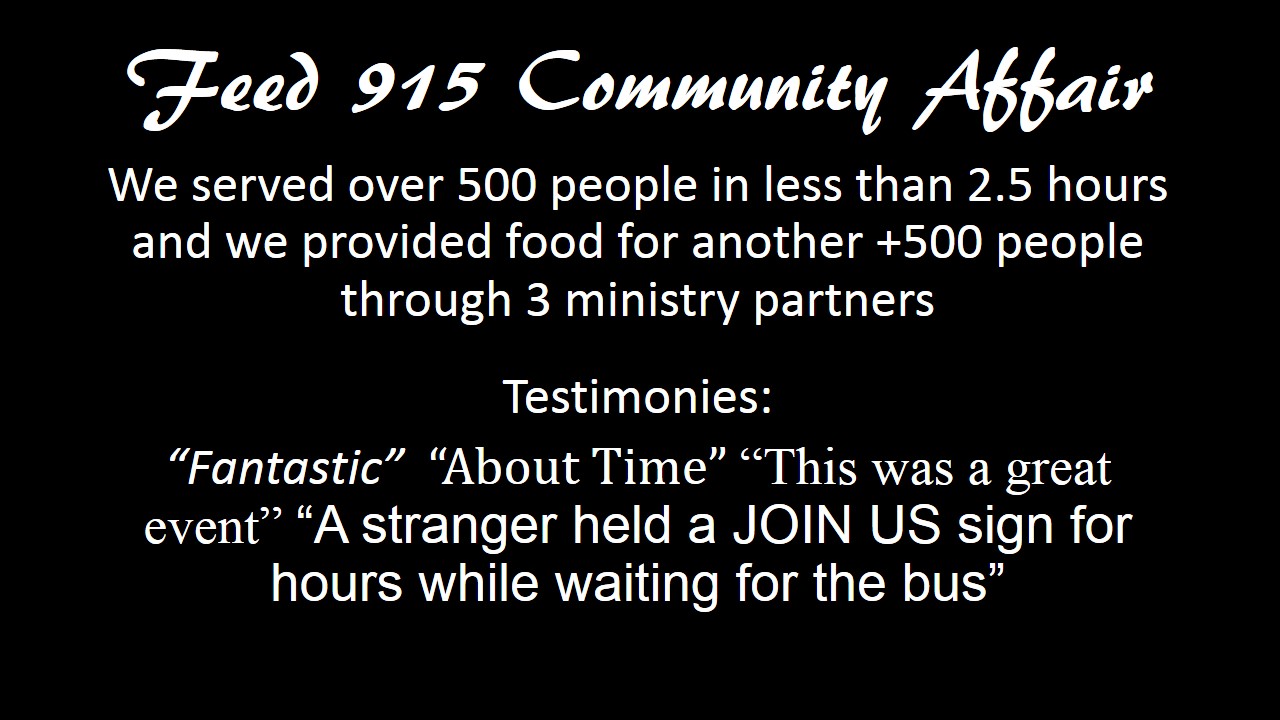 Feed 915 Community Affair
We served over 500 people in less than 2.5 hours
and we provided food for another +500 people
through 3 ministry partners
Testimonies:
“Fantastic” “About Time” “This was a great
event” “A stranger held a JOIN US sign for
hours while waiting for the bus”